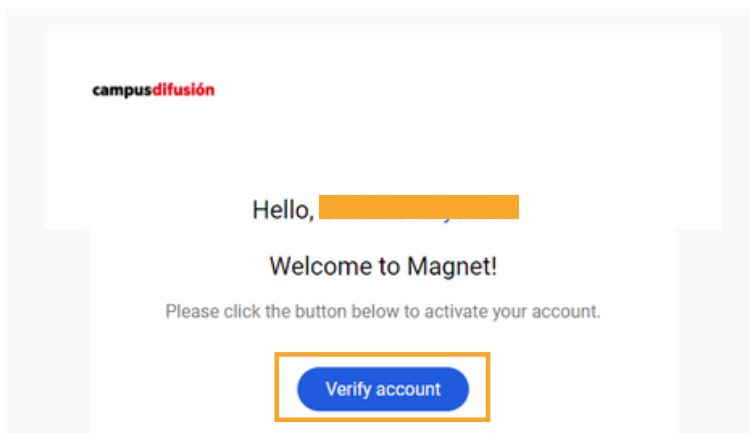 campusdifusión
Hello,
Welcome to Magnet!
Please click the button below to activate your account.
Verify account